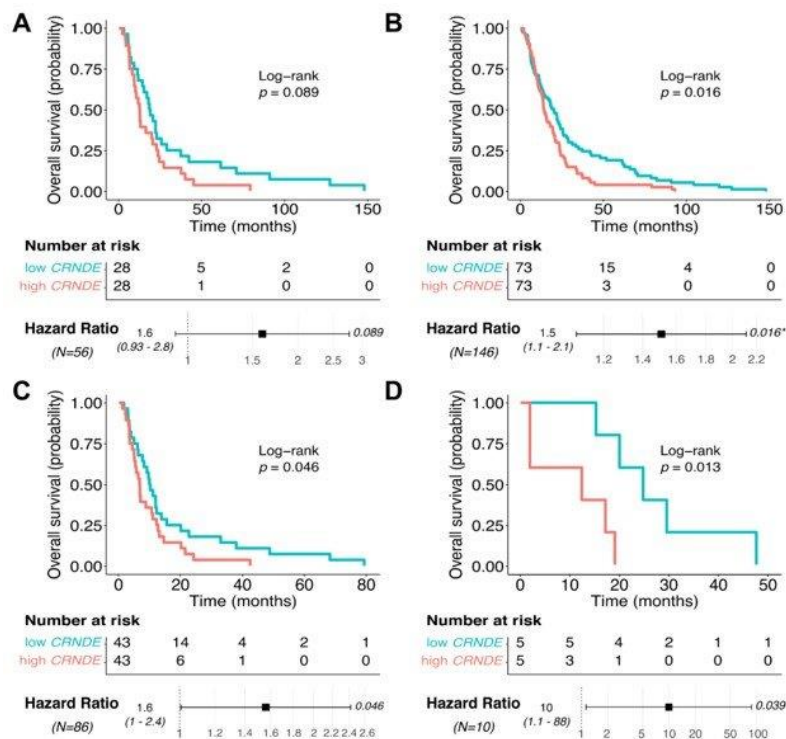 A
Overall survival (probability)
1.00
0.75
0.50
0.25
0.00
Log-rank
p = 0.089
0 50 100 150
Time (months)
Number at risk
low CRNDE 28 5 2 0
high CRNDE 28 1 0 0
Hazard Ratio
(N=56)
1.6
(0.93 - 2.8)
0.089
1 1.5 2 2.5 3
B
Overall survival (probability)
1.00
0.75
0.50
0.25
0.00
Log-rank
p = 0.016
0 50 100 150
Time (months)
Number at risk
low CRNDE 73 15 4 0
high CRNDE 73 3 0 0
Hazard Ratio
(N=146)
1.5
(1.1 - 2.1)
0.016*
1.2 1.4 1.6 1.8 2 2.2
C
Overall survival (probability)
1.00
0.75
0.50
0.25
0.00
Log-rank
p = 0.046
0 20 40 60 80
Time (months)
Number at risk
low CRNDE 43 14 4 2 1
high CRNDE 43 6 1 0 0
Hazard Ratio
(N=86)
1.6
(1 - 2.4)
0.046
1 1.2 1.4 1.6 1.8 2 2.2 2.4 2.6
D
Overall survival (probability)
1.00
0.75
0.50
0.25
0.00
Log-rank
p = 0.013
0 10 20 30 40 50
Time (months)
Number at risk
low CRNDE 5 5 4 2 1 1
high CRNDE 5 3 1 0 0 0
Hazard Ratio
(N=10)
10
(1.1 - 88)
0.039
1 2 5 10 20 50 100